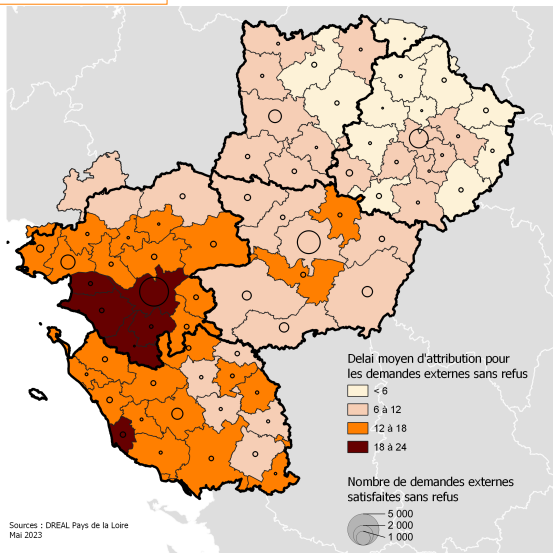 Delai moyen d'attribution pour
les demandes externes sans refus
< 6
6 à 12
12 à 18
18 à 24
Nombre de demandes externes
satisfaites sans refus
5 000
2 000
1 000
Sources : DREAL Pays de la Loire
Mai 2023